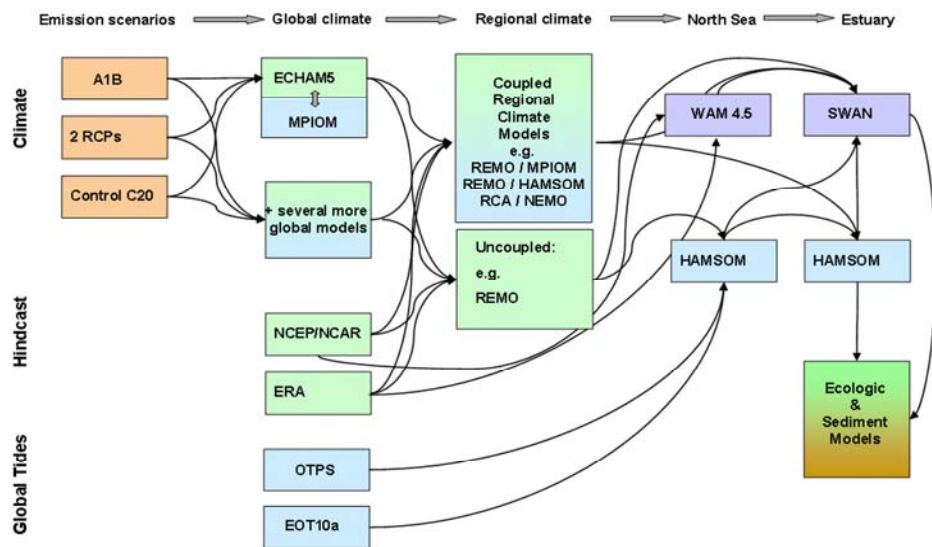 Emission scenarios
Global climate
Regional climate
North Sea
Estuary
Climate
Hindcast
Global Tides
A1B
2 RCPs
Control C20
ECHAM5
MPIOM
+ several more
global models
NCEP/NCAR
ERA
OTPS
EOT10a
Coupled
Regional
Climate
Models
e.g.
REMO / MPIOM
REMO / HAMSOM
RCA / NEMO
Uncoupled:
e.g.
REMO
WAM 4.5
HAMSOM
SWAN
HAMSOM
Ecologic
&
Sediment
Models